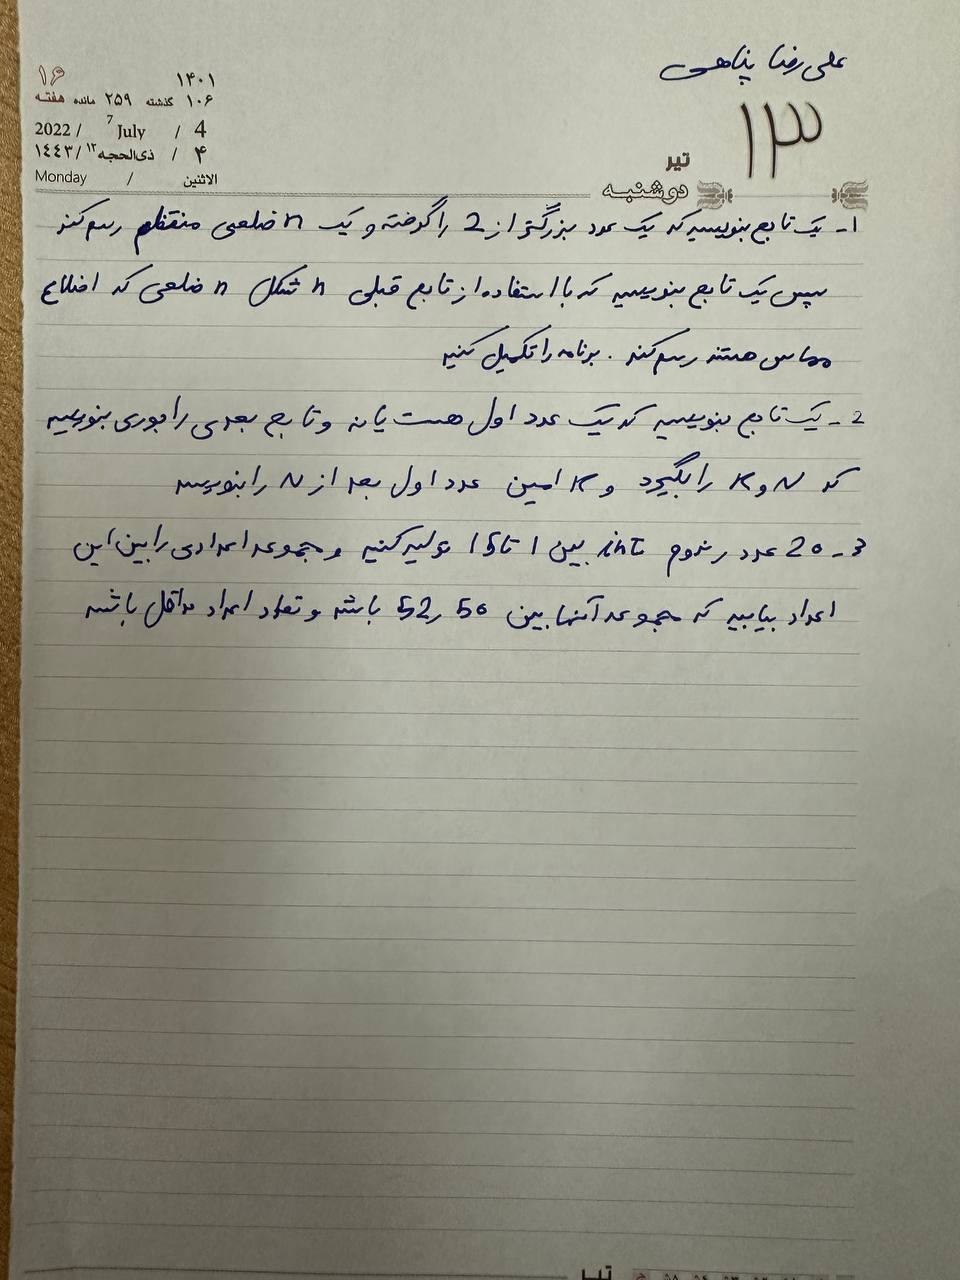 علی رضا پناهی
۱۶ ۱۴۰۱
۱۰۶ گذشته ۲۵۹ مانده هفته
2022 / 7 July / 4
۱۴۴۳/ ۱۲ ذی‌الحجه / ۴
Monday / الاثنین
۱۳
تیر
دوشنبه
1- یک تابع بنویسید که یک عدد بزرگتر از 2 را گرفته و یک n ضلعی منتظم رسم کند
سپس یک تابع بنویسید که با استفاده از تابع قبلی n شکل n ضلعی که اضلاع
مماس هستند رسم کند . برنامه را تکمیل کنید
2- یک تابع بنویسید که یک عدد اول هست یا نه و تابع بعدی را جوری بنویسید
که N و K را بگیرد و K امین عدد اول بعد از N را بنویسد
3- 20 عدد رندوم int بین 1 تا 15 تولید کنید و مجموعه اعدادی را بین این
اعداد بیابید که مجموعه آنها بین 50 و 52 باشد و تعداد اعداد حداقل باشد
تیر